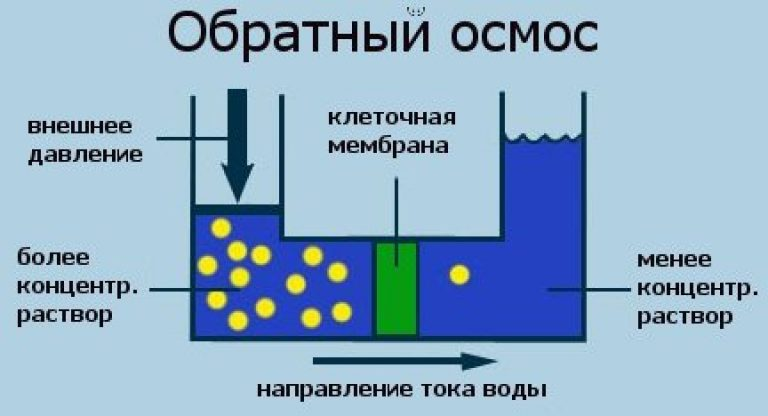 Обратный осмос
внешнее
давление
клеточная
мембрана
более
концентр.
раствор
менее
концентр.
раствор
направление тока воды